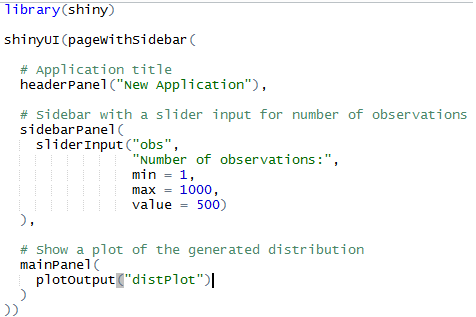 library(shiny)
shinyUI(pageWithSidebar(
# Application title
headerPanel("New Application"),
# Sidebar with a slider input for number of observations
sidebarPanel(
sliderInput("obs",
"Number of observations:",
min = 1,
max = 1000,
value = 500)
),
# Show a plot of the generated distribution
mainPanel(
plotOutput("distPlot")
)
))